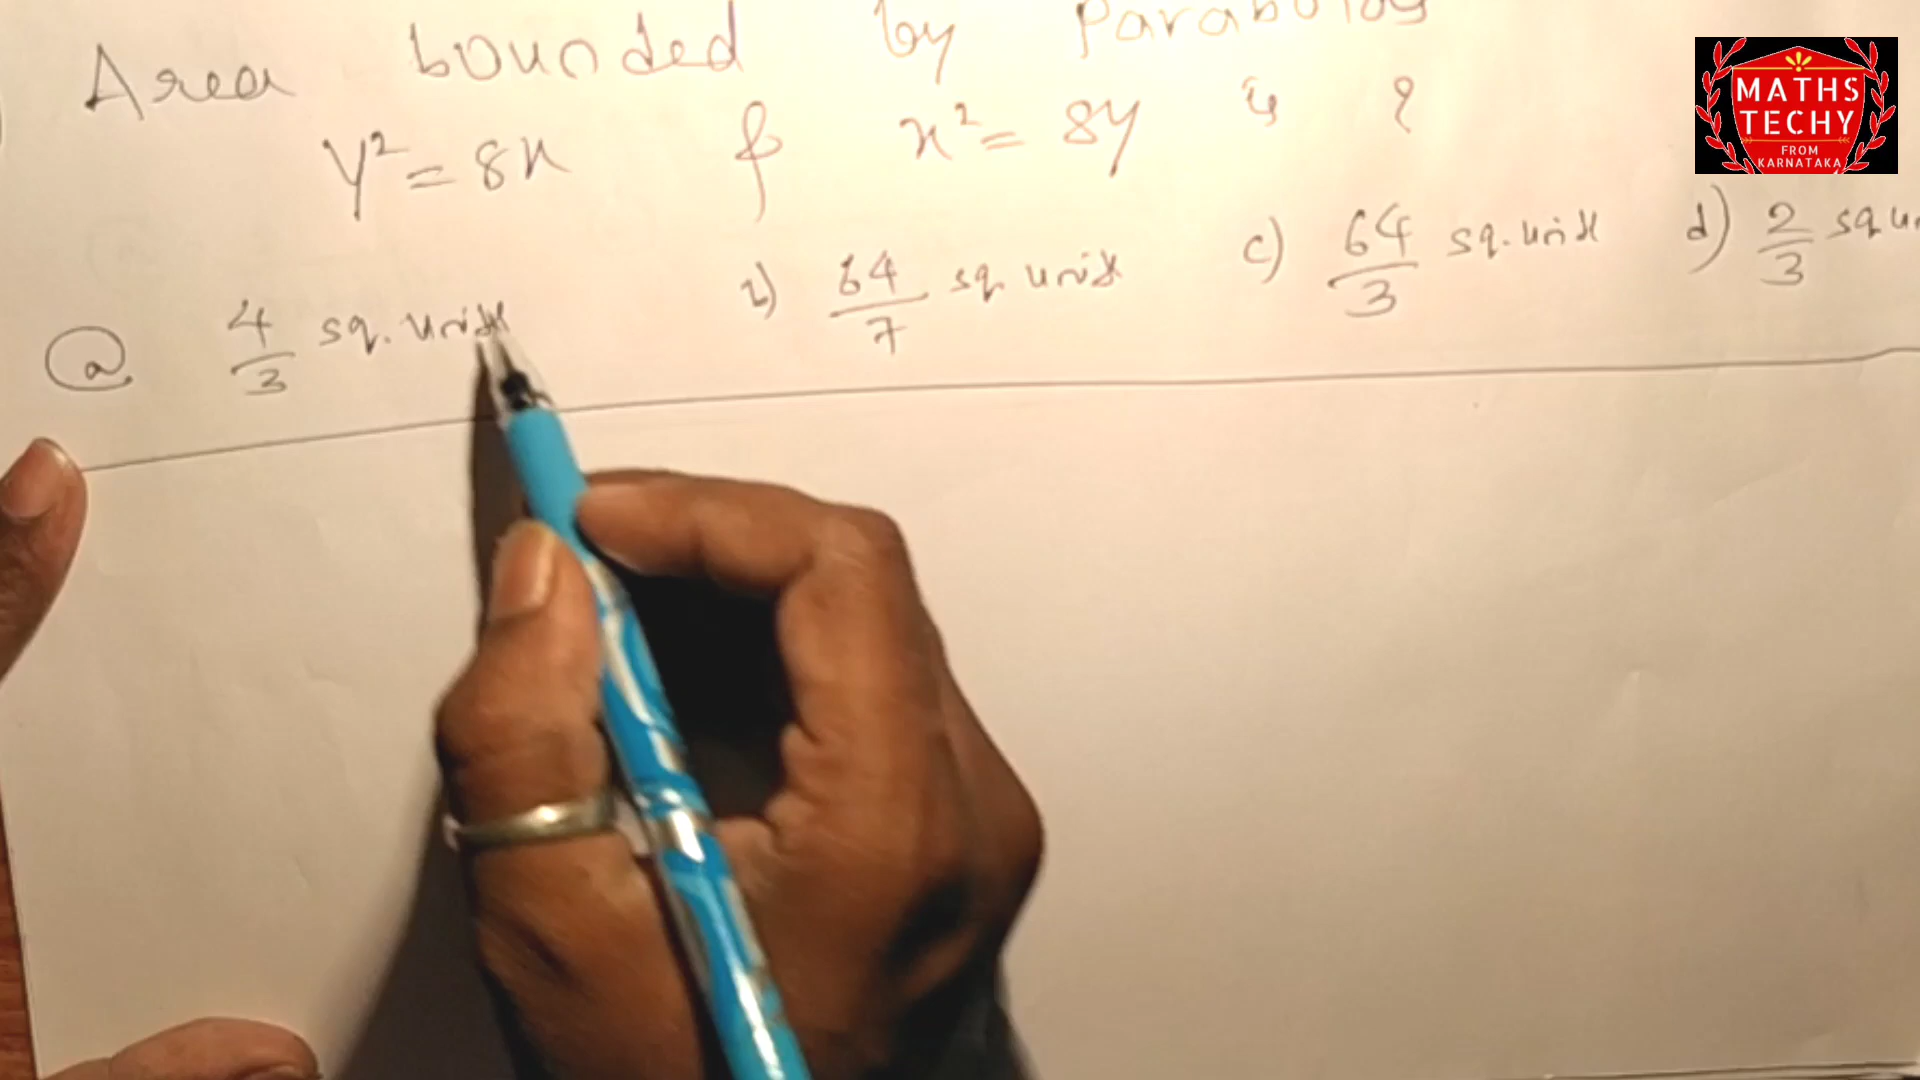 Area bounded by Parabolas
y² = 8x & x² = 8y is ?
a 4/3 sq. units b) 64/7 sq units c) 64/3 sq. units d) 2/3 sq un
MATHS
TECHY
FROM
KARNATAKA